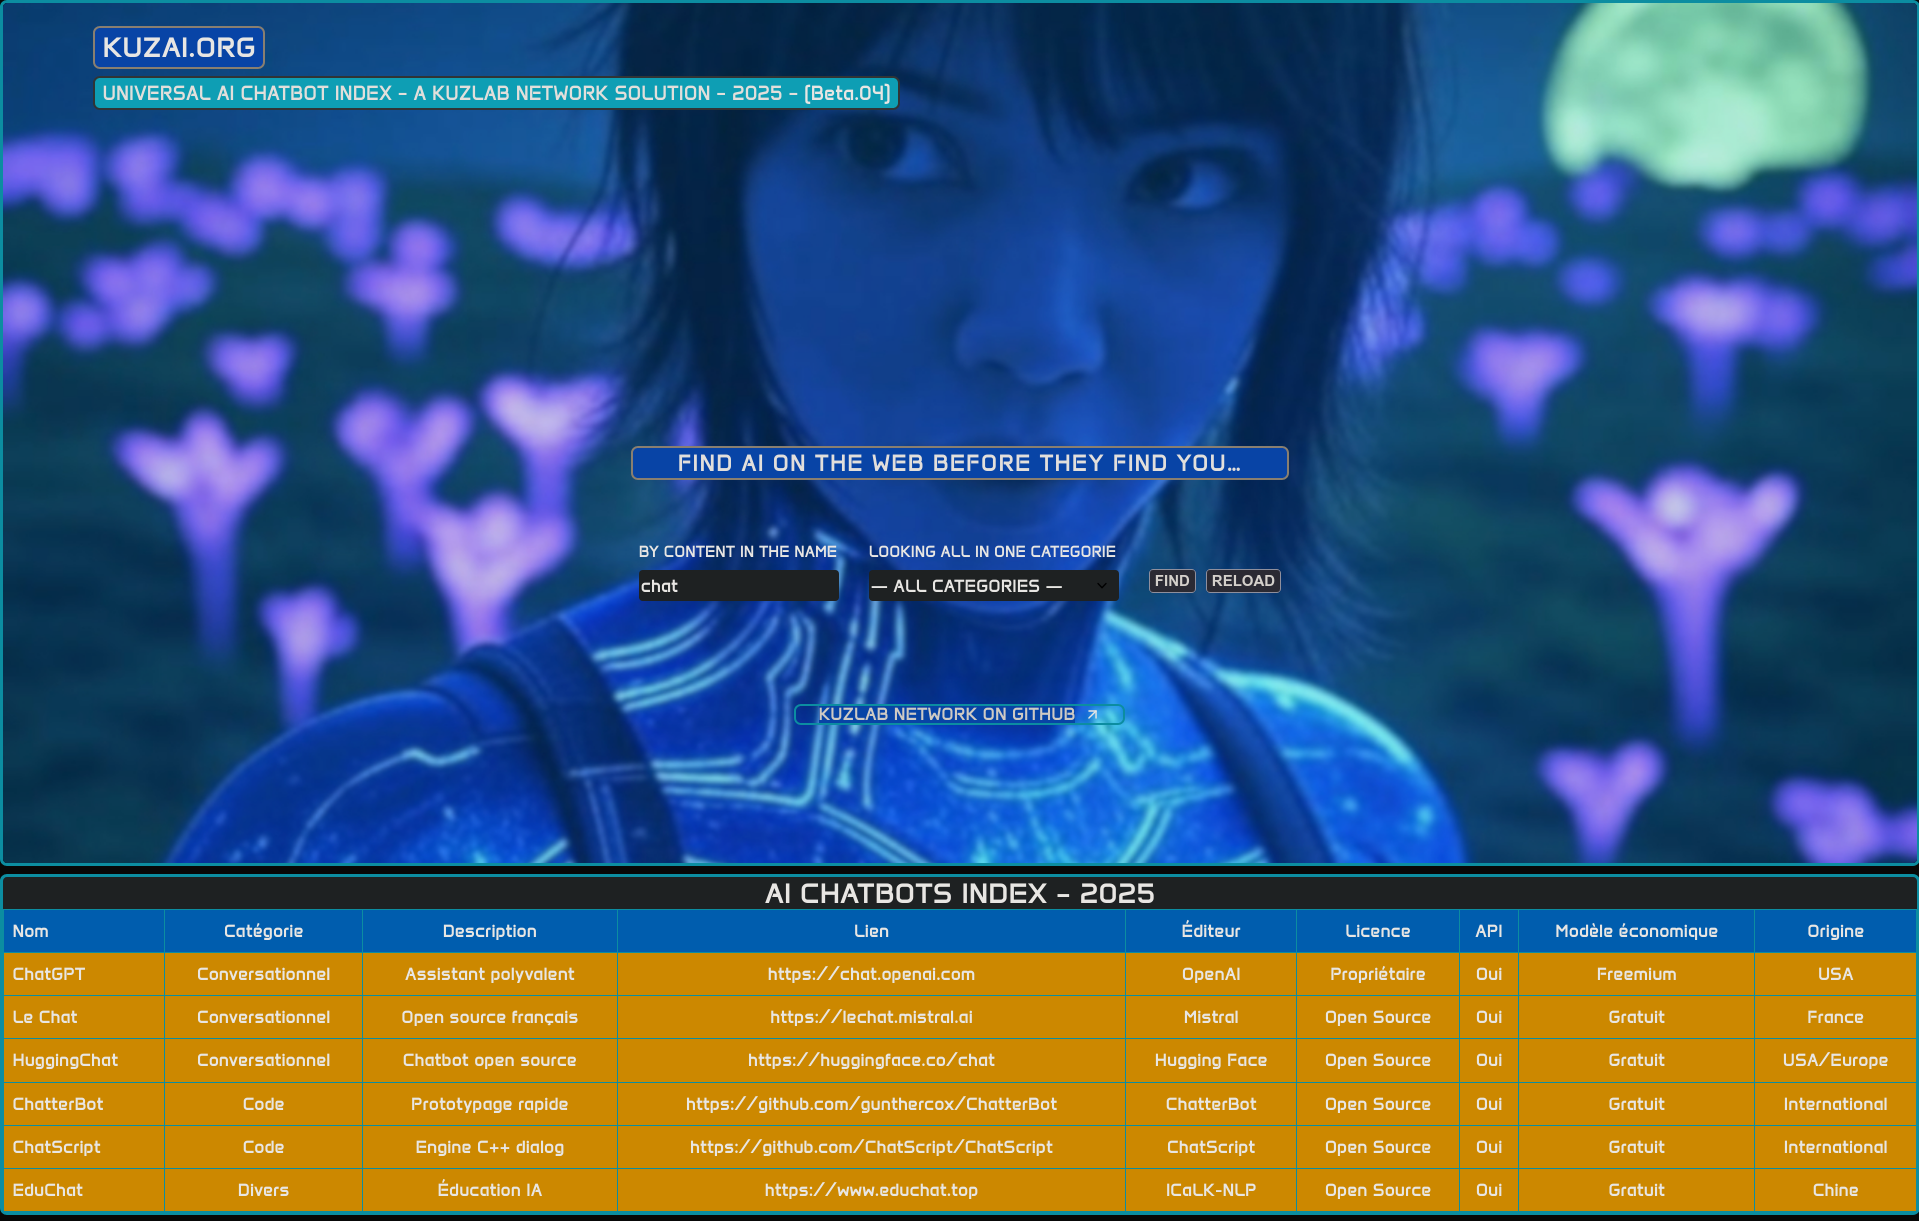 KUZAI.ORG
UNIVERSAL AI CHATBOT INDEX - A KUZLAB NETWORK SOLUTION - 2025 - [Beta.04]
FIND AI ON THE WEB BEFORE THEY FIND YOU...
BY CONTENT IN THE NAME LOOKING ALL IN ONE CATEGORIE
chat — ALL CATEGORIES — FIND RELOAD
KUZLAB NETWORK ON GITHUB
AI CHATBOTS INDEX - 2025
Nom Catégorie Description Lien Éditeur Licence API Modèle économique Origine
ChatGPT Conversationnel Assistant polyvalent https://chat.openai.com OpenAI Propriétaire Oui Freemium USA
Le Chat Conversationnel Open source français https://lechat.mistral.ai Mistral Open Source Oui Gratuit France
HuggingChat Conversationnel Chatbot open source https://huggingface.co/chat Hugging Face Open Source Oui Gratuit USA/Europe
ChatterBot Code Prototypage rapide https://github.com/gunthercox/ChatterBot ChatterBot Open Source Oui Gratuit International
ChatScript Code Engine C++ dialog https://github.com/ChatScript/ChatScript ChatScript Open Source Oui Gratuit International
EduChat Divers Éducation IA https://www.educhat.top ICaLK-NLP Open Source Oui Gratuit Chine